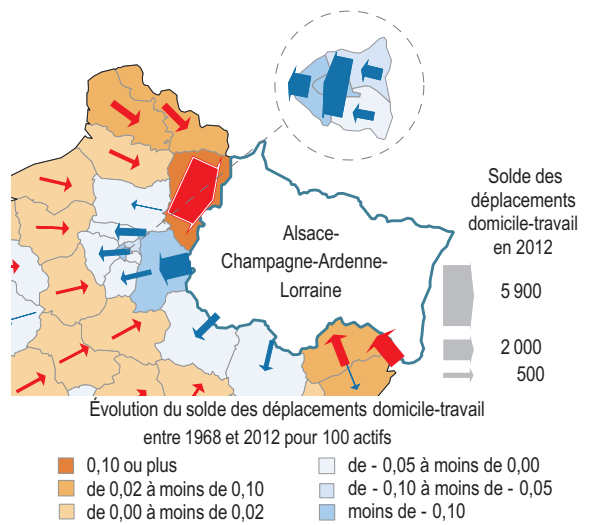 Alsace-
Champagne-Ardenne-
Lorraine
Solde des
déplacements
domicile-travail
en 2012
5 900
2 000
500
Évolution du solde des déplacements domicile-travail
entre 1968 et 2012 pour 100 actifs
0,10 ou plus
de 0,02 à moins de 0,10
de 0,00 à moins de 0,02
de - 0,05 à moins de 0,00
de - 0,10 à moins de - 0,05
moins de - 0,10